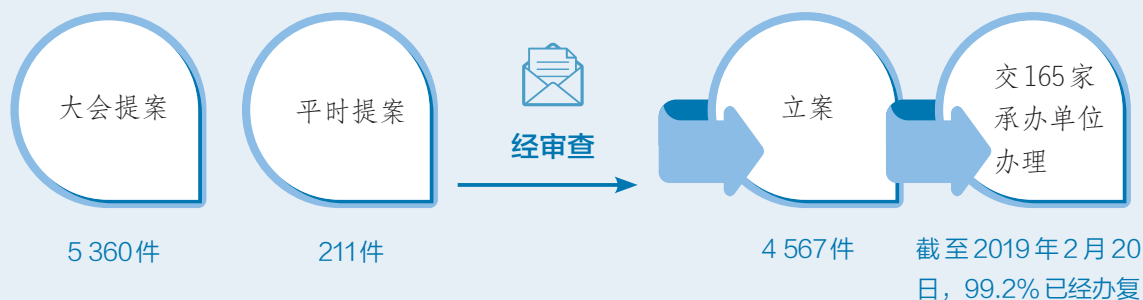 大会提案
5 360件
平时提案
211件
经审查
立案
4 567件
交165家
承办单位
办理
截至2019年2月20
日，99.2%已经办复